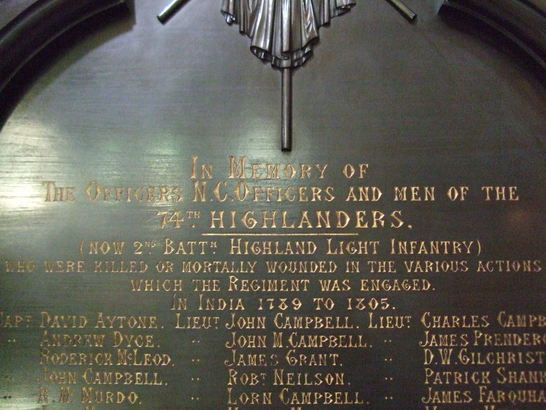 IN MEMORY OF
THE OFFICERS N.C. OFFICERS AND MEN OF THE
74TH HIGHLANDERS.
(NOW 2ND BATTN HIGHLAND LIGHT INFANTRY)
WHO WERE KILLED OR MORTALLY WOUNDED IN THE VARIOUS ACTIONS
WHICH THE REGIMENT WAS ENGAGED.
IN INDIA 1789 TO 1805.
CAPT DAVID AYTONE. LIEUT JOHN CAMPBELL. LIEUT CHARLES CAMPB
" ANDREW DYCE. " JOHN M. CAMPBELL. " JAMES PRENDERG
" RODERICK MCLEOD. " JAMES GRANT. " D.W. GILCHRIST
" JOHN CAMPBELL. " ROBT NEILSON. " PATRICK SHANK
" A.M. MURDO. " LORN CAMPBELL. " JAMES FARQUHA